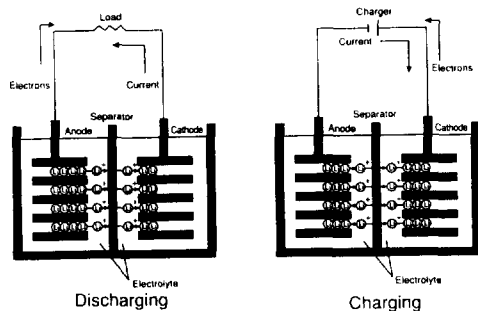 Load
Electrons
Current
Separator
Anode
Cathode
Electrolyte
Discharging
Charger
Current
Electrons
Separator
Anode
Cathode
Electrolyte
Charging